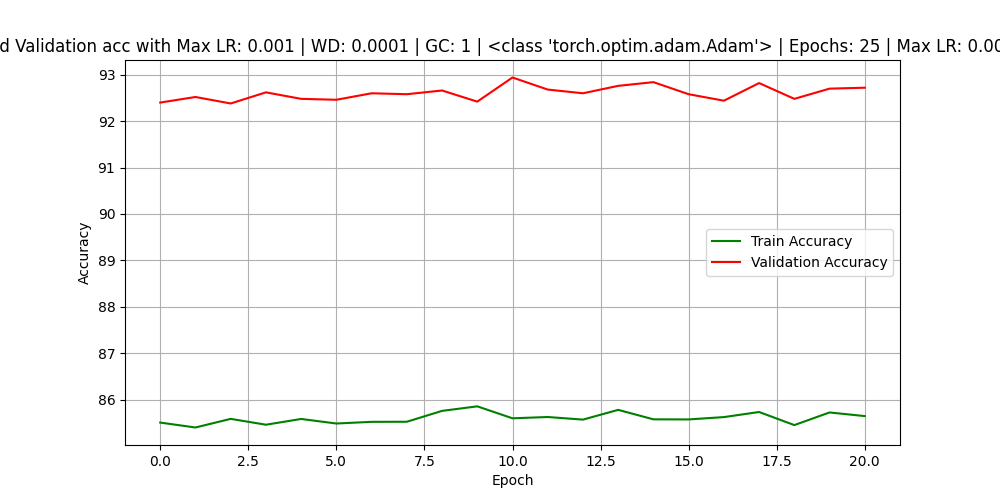 d Validation acc with Max LR: 0.001 | WD: 0.0001 | GC: 1 | <class 'torch.optim.adam.Adam'> | Epochs: 25 | Max LR: 0.00
93
92
91
90
89
88
87
86
Accuracy
Train Accuracy
Validation Accuracy
0.0 2.5 5.0 7.5 10.0 12.5 15.0 17.5 20.0
Epoch